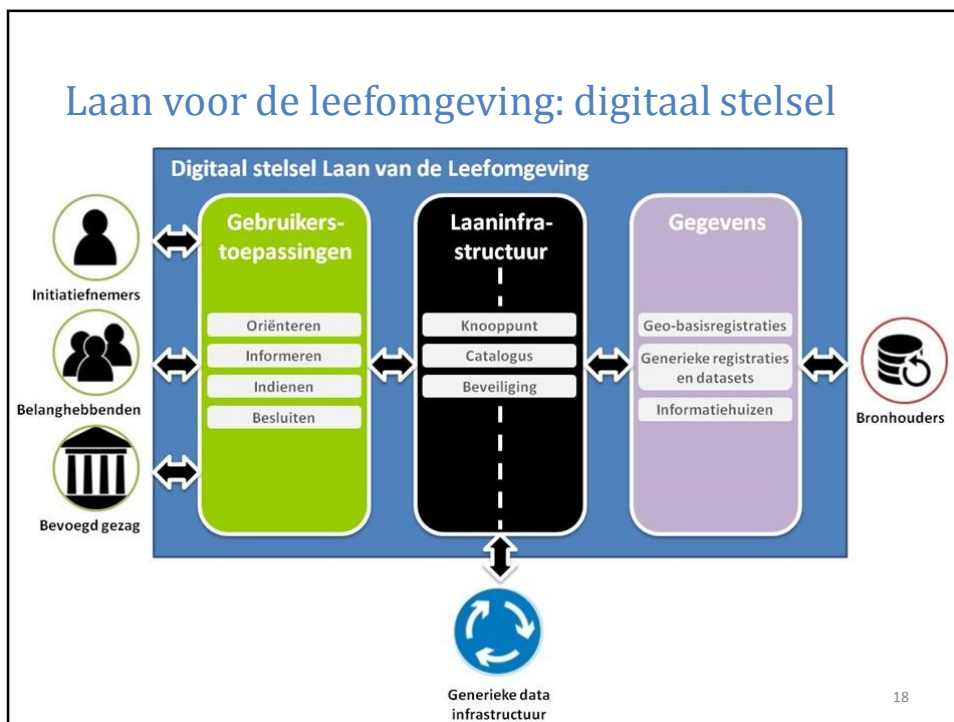 Laan voor de leefomgeving: digitaal stelsel
Digitaal stelsel Laan van de Leefomgeving
Initiatiefnemers
Belanghebbenden
Bevoegd gezag
Gebruikers-
toepassingen
Oriënteren
Informeren
Indienen
Besluiten
Laaninfra-
structuur
Knooppunt
Catalogus
Beveiliging
Gegevens
Geo-basisregistraties
Generieke registraties
en datasets
Informatiehuizen
Bronhouders
Generieke data
infrastructuur
18